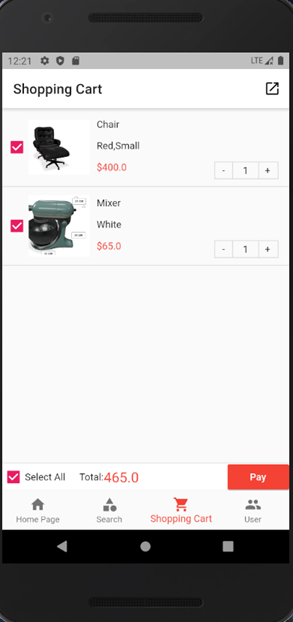 12:21 LTE
Shopping Cart
Chair
Red,Small
$400.0
- 1 +
Mixer
White
$65.0
- 1 +
Select All Total:465.0 Pay
Home Page Search Shopping Cart User